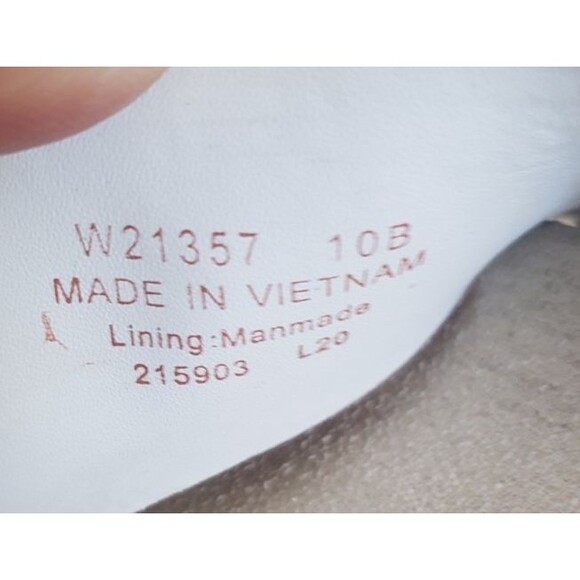 W21357 10B
MADE IN VIETNAM
Lining:Manmade
215903 L20